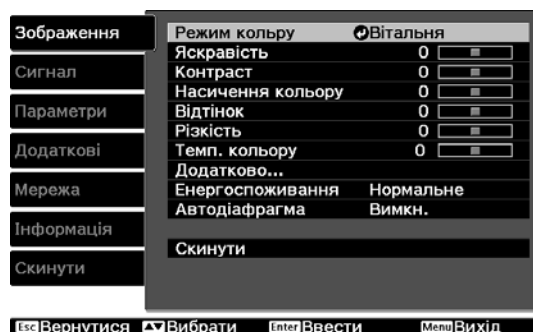 Зображення
Сигнал
Параметри
Додаткові
Мережа
Інформація
Скинути
Режим кольру Вітальня
Яскравість 0
Контраст 0
Насичення кольору 0
Відтінок 0
Різкість 0
Темп. кольору 0
Додатково...
Енергоспоживання Нормальне
Автодіафрагма Вимкн.
Скинути
Esc Вернутися Вибрати Enter Ввести Menu Вихід